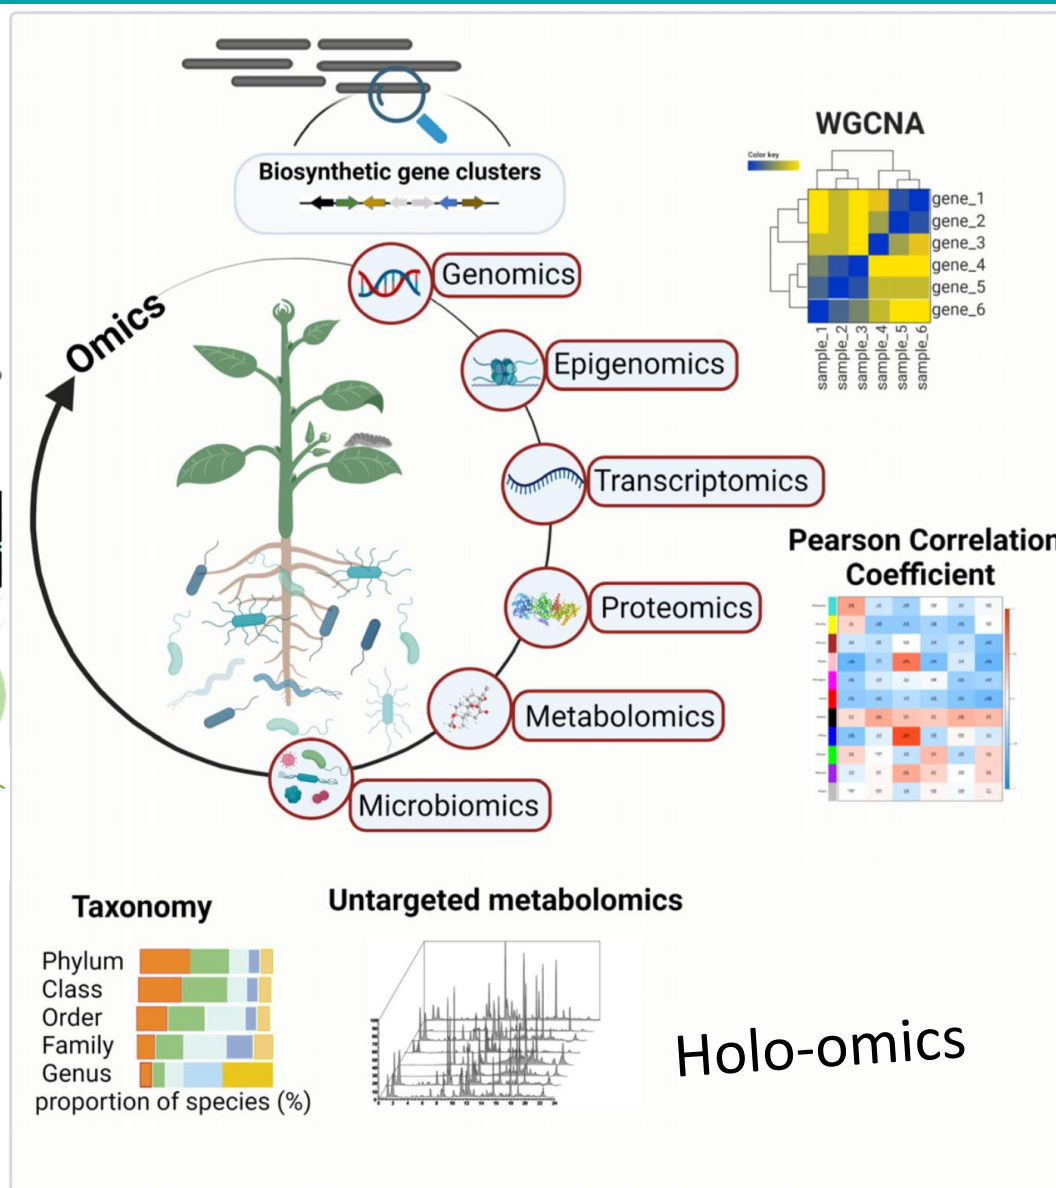 Biosynthetic gene clusters
Omics
Genomics
Epigenomics
Transcriptomics
Proteomics
Metabolomics
Microbiomics
WGCNA
Color key
gene_1
gene_2
gene_3
gene_4
gene_5
gene_6
sample_1
sample_2
sample_3
sample_4
sample_5
sample_6
Pearson Correlation
Coefficient
Taxonomy
Phylum
Class
Order
Family
Genus
proportion of species (%)
Untargeted metabolomics
Holo-omics